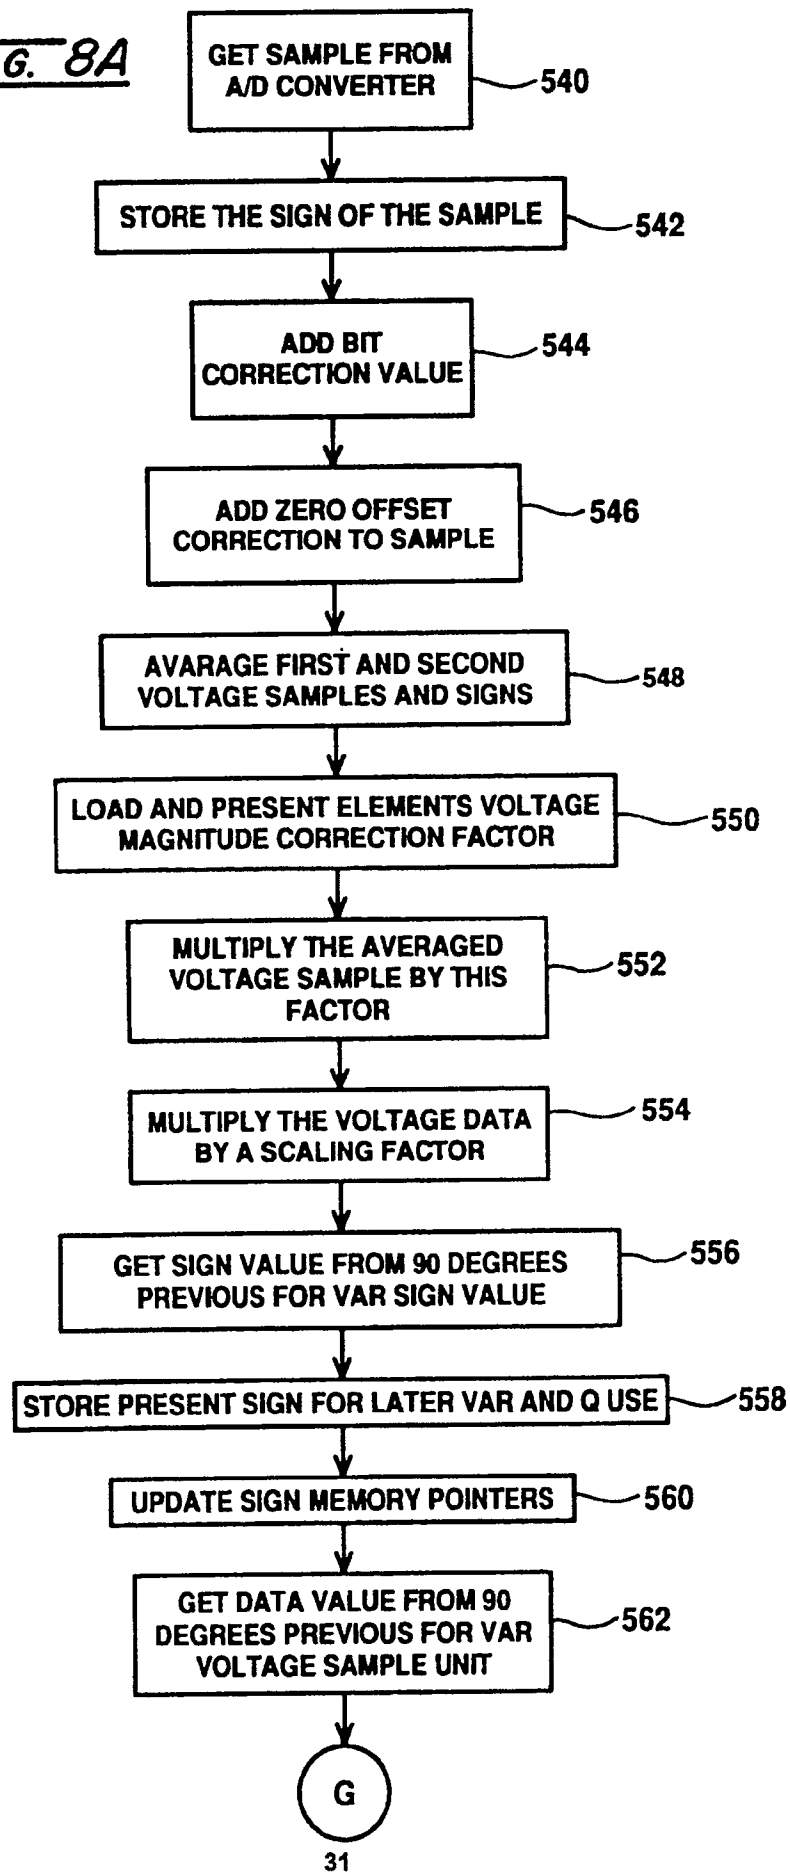 G. 8A
GET SAMPLE FROM
A/D CONVERTER
540
STORE THE SIGN OF THE SAMPLE
542
ADD BIT
CORRECTION VALUE
544
ADD ZERO OFFSET
CORRECTION TO SAMPLE
546
AVARAGE FIRST AND SECOND
VOLTAGE SAMPLES AND SIGNS
548
LOAD AND PRESENT ELEMENTS VOLTAGE
MAGNITUDE CORRECTION FACTOR
550
MULTIPLY THE AVERAGED
VOLTAGE SAMPLE BY THIS
FACTOR
552
MULTIPLY THE VOLTAGE DATA
BY A SCALING FACTOR
554
GET SIGN VALUE FROM 90 DEGREES
PREVIOUS FOR VAR SIGN VALUE
556
STORE PRESENT SIGN FOR LATER VAR AND Q USE
558
UPDATE SIGN MEMORY POINTERS
560
GET DATA VALUE FROM 90
DEGREES PREVIOUS FOR VAR
VOLTAGE SAMPLE UNIT
562
G
31